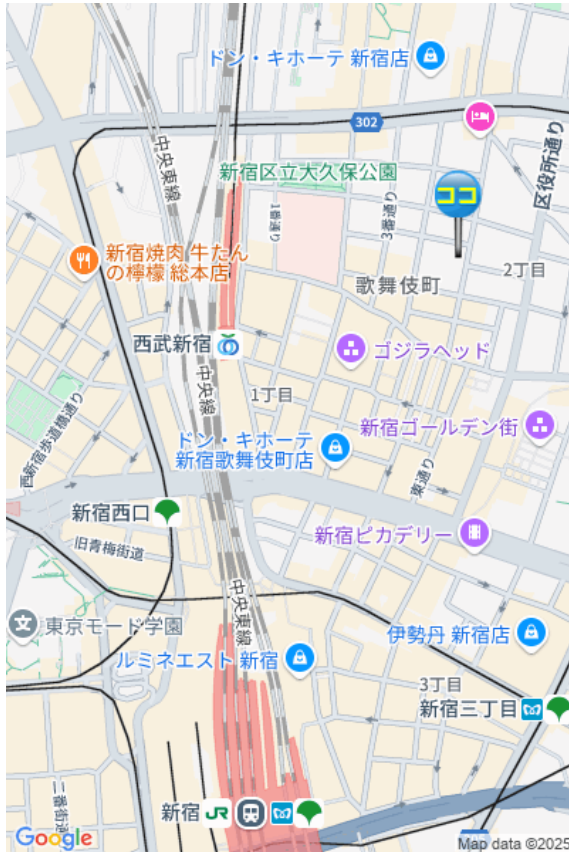 ドン・キホーテ 新宿店
302
中央東線
新宿区立大久保公園
区役所通り
1番通り
3番通り
ココ
新宿焼肉 牛たん
の檸檬 総本店
歌舞伎町
2丁目
西武新宿
中央線
ゴジラヘッド
1丁目
西新宿歩道橋通り
ドン・キホーテ
新宿歌舞伎町店
新宿ゴールデン街
東通り
新宿西口
旧青梅街道
新宿ピカデリー
中央東線
東京モード学園
伊勢丹 新宿店
ルミネエスト 新宿
3丁目
新宿三丁目
二番街通
新宿 JR
Google
Map data ©2025